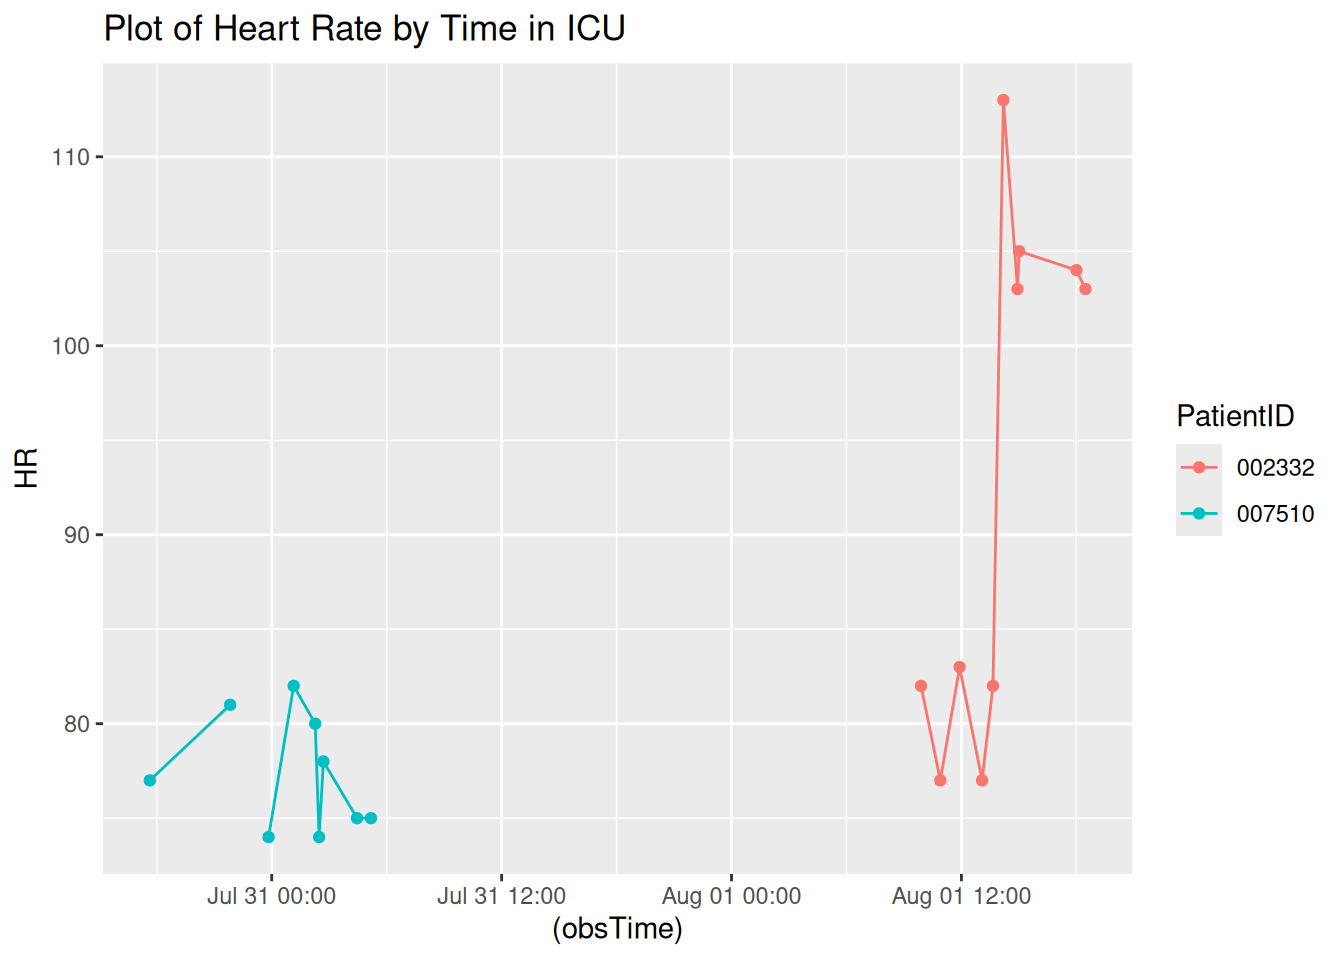 Plot of Heart Rate by Time in ICU
110
100
90
80
HR
Jul 31 00:00
Jul 31 12:00
Aug 01 00:00
Aug 01 12:00
(obsTime)
PatientID
002332
007510